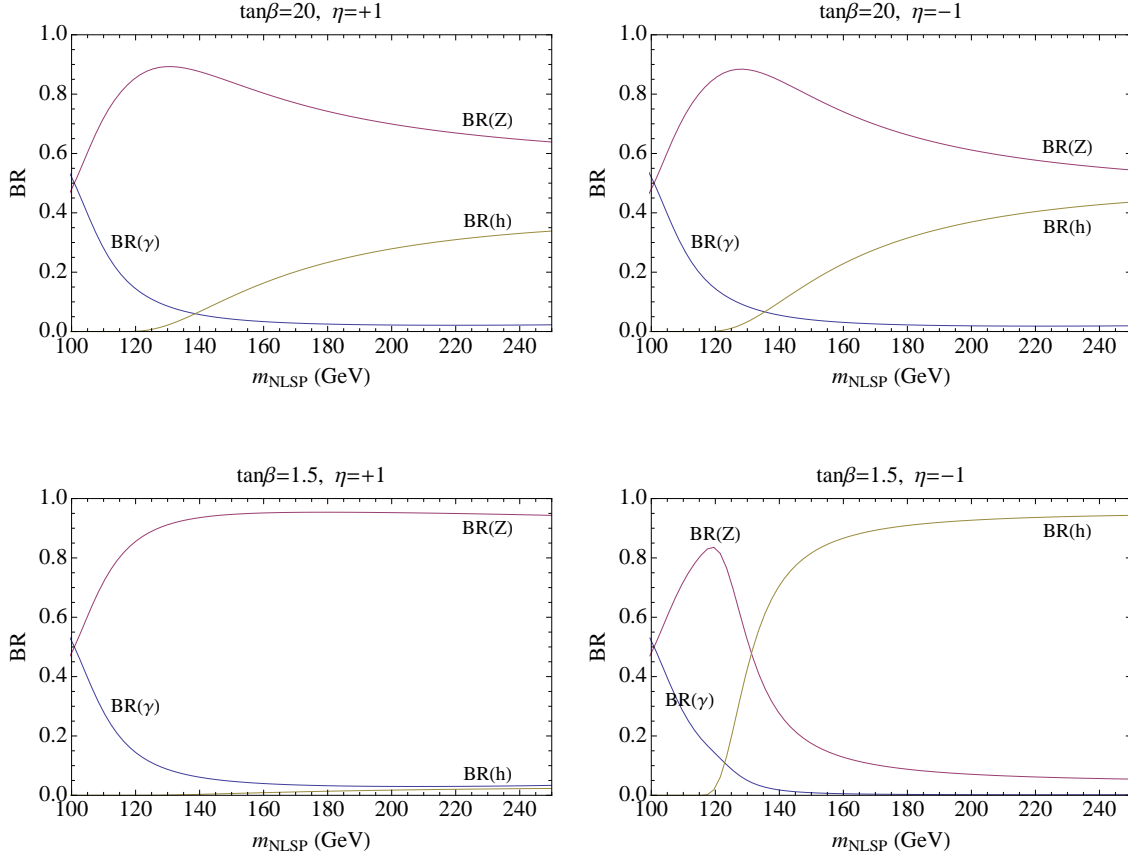 tanβ=20, η=+1
BR
1.0
0.8
0.6
0.4
0.2
0.0
BR(Z)
BR(h)
BR(γ)
100 120 140 160 180 200 220 240
m_NLSP (GeV)
tanβ=20, η=−1
BR
1.0
0.8
0.6
0.4
0.2
0.0
BR(Z)
BR(h)
BR(γ)
100 120 140 160 180 200 220 240
m_NLSP (GeV)
tanβ=1.5, η=+1
BR
1.0
0.8
0.6
0.4
0.2
0.0
BR(Z)
BR(γ)
BR(h)
100 120 140 160 180 200 220 240
m_NLSP (GeV)
tanβ=1.5, η=−1
BR
1.0
0.8
0.6
0.4
0.2
0.0
BR(Z)
BR(h)
BR(γ)
100 120 140 160 180 200 220 240
m_NLSP (GeV)